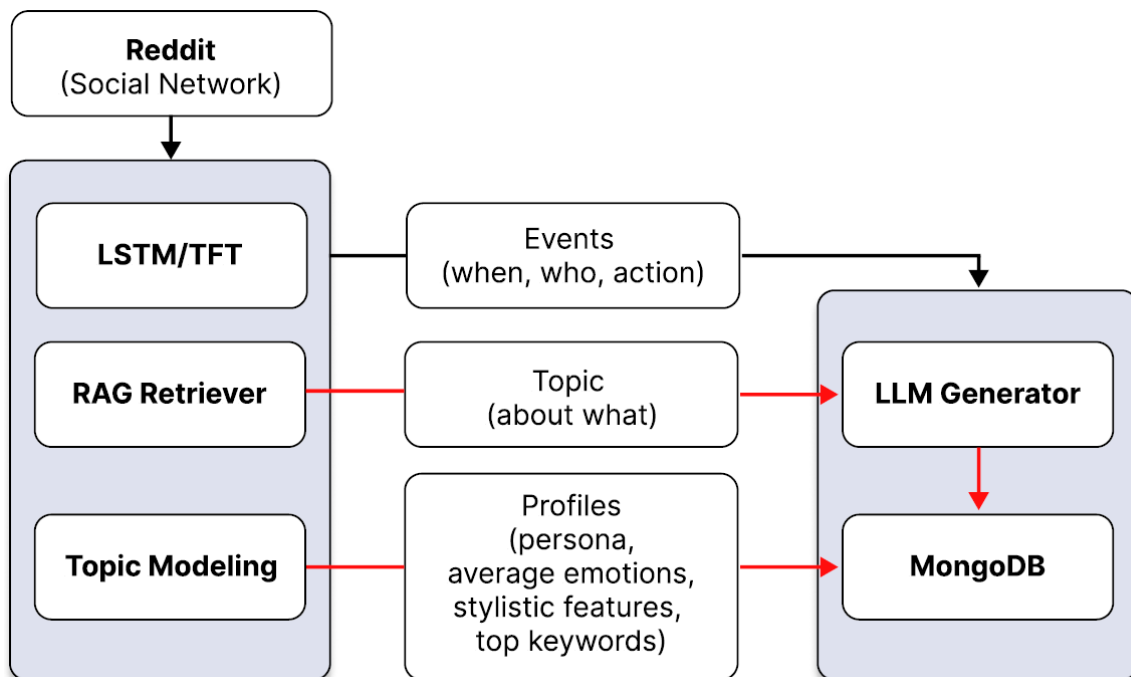 Reddit
(Social Network)
LSTM/TFT
Events
(when, who, action)
RAG Retriever
Topic
(about what)
LLM Generator
Topic Modeling
Profiles
(persona,
average emotions,
stylistic features,
top keywords)
MongoDB